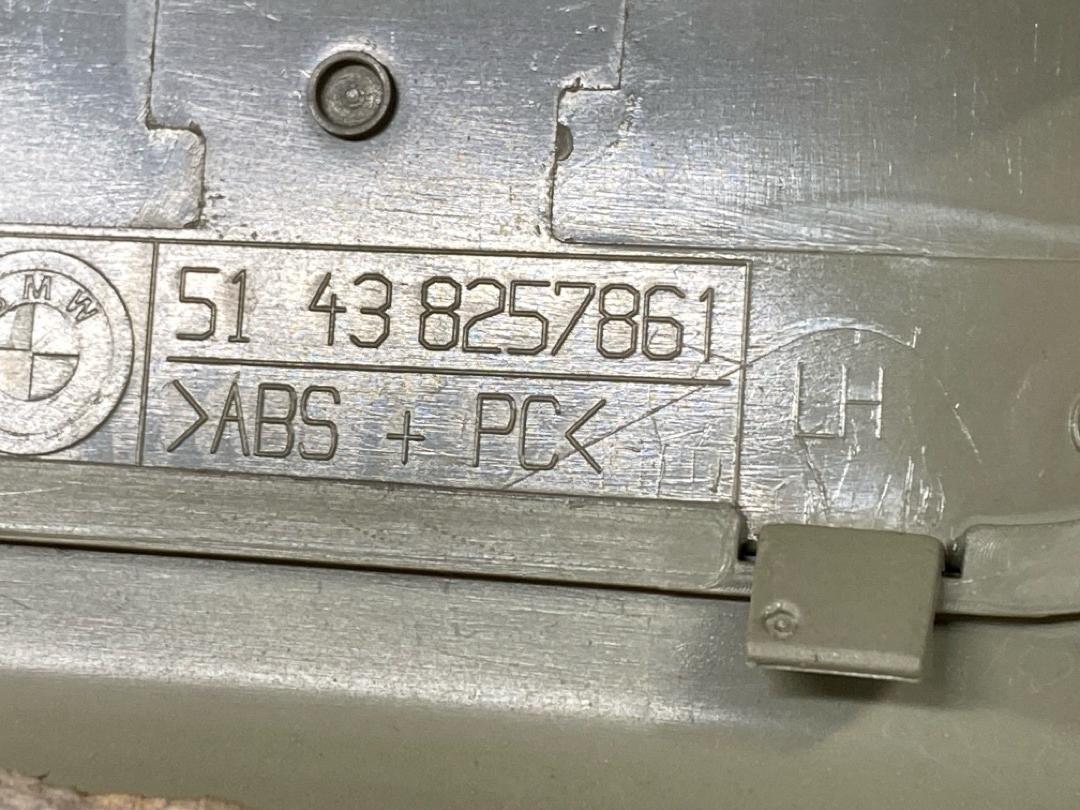 BMW
51 43 8257861
>ABS + PC<
LH